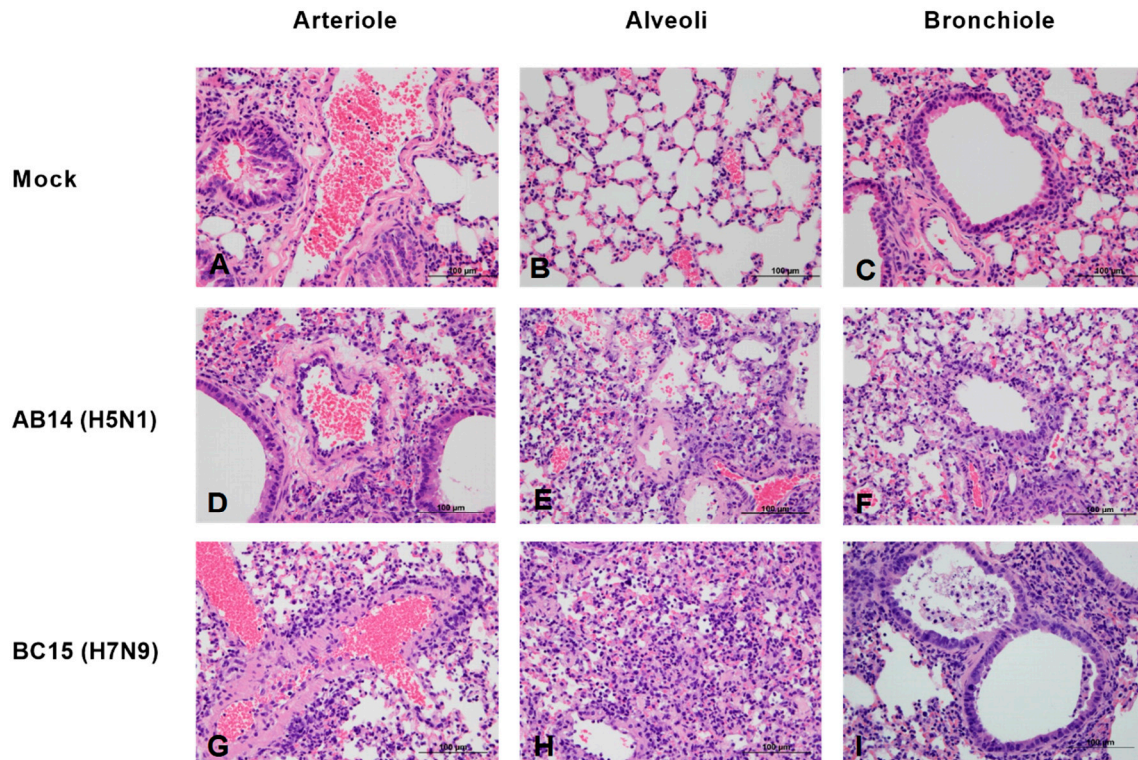 Arteriole Alveoli Bronchiole
Mock
A 100 µm B 100 µm C 100 µm
AB14 (H5N1)
D 100 µm E 100 µm F 100 µm
BC15 (H7N9)
G 100 µm H 100 µm I 100 µm